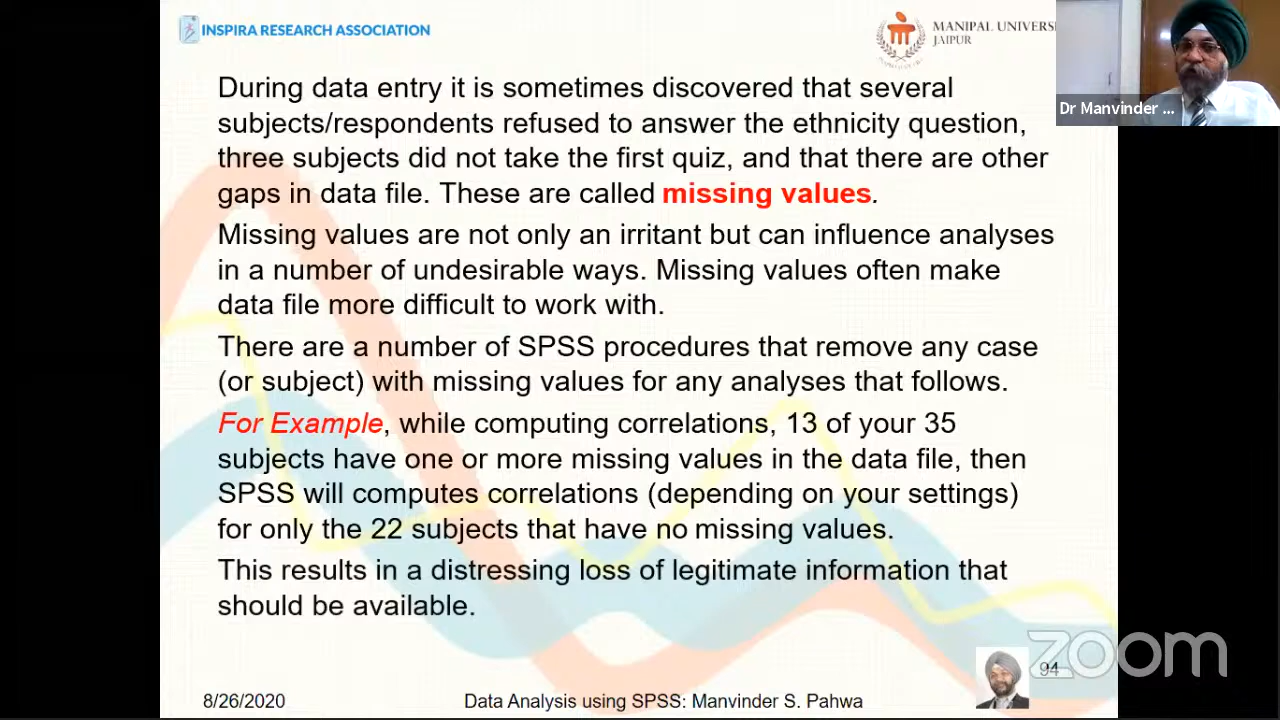 INSPIRA RESEARCH ASSOCIATION
MANIPAL UNIVERS
JAIPUR
Dr Manvinder ...
During data entry it is sometimes discovered that several
subjects/respondents refused to answer the ethnicity question,
three subjects did not take the first quiz, and that there are other
gaps in data file. These are called missing values.
Missing values are not only an irritant but can influence analyses
in a number of undesirable ways. Missing values often make
data file more difficult to work with.
There are a number of SPSS procedures that remove any case
(or subject) with missing values for any analyses that follows.
For Example, while computing correlations, 13 of your 35
subjects have one or more missing values in the data file, then
SPSS will computes correlations (depending on your settings)
for only the 22 subjects that have no missing values.
This results in a distressing loss of legitimate information that
should be available.
zoom
94
8/26/2020
Data Analysis using SPSS: Manvinder S. Pahwa